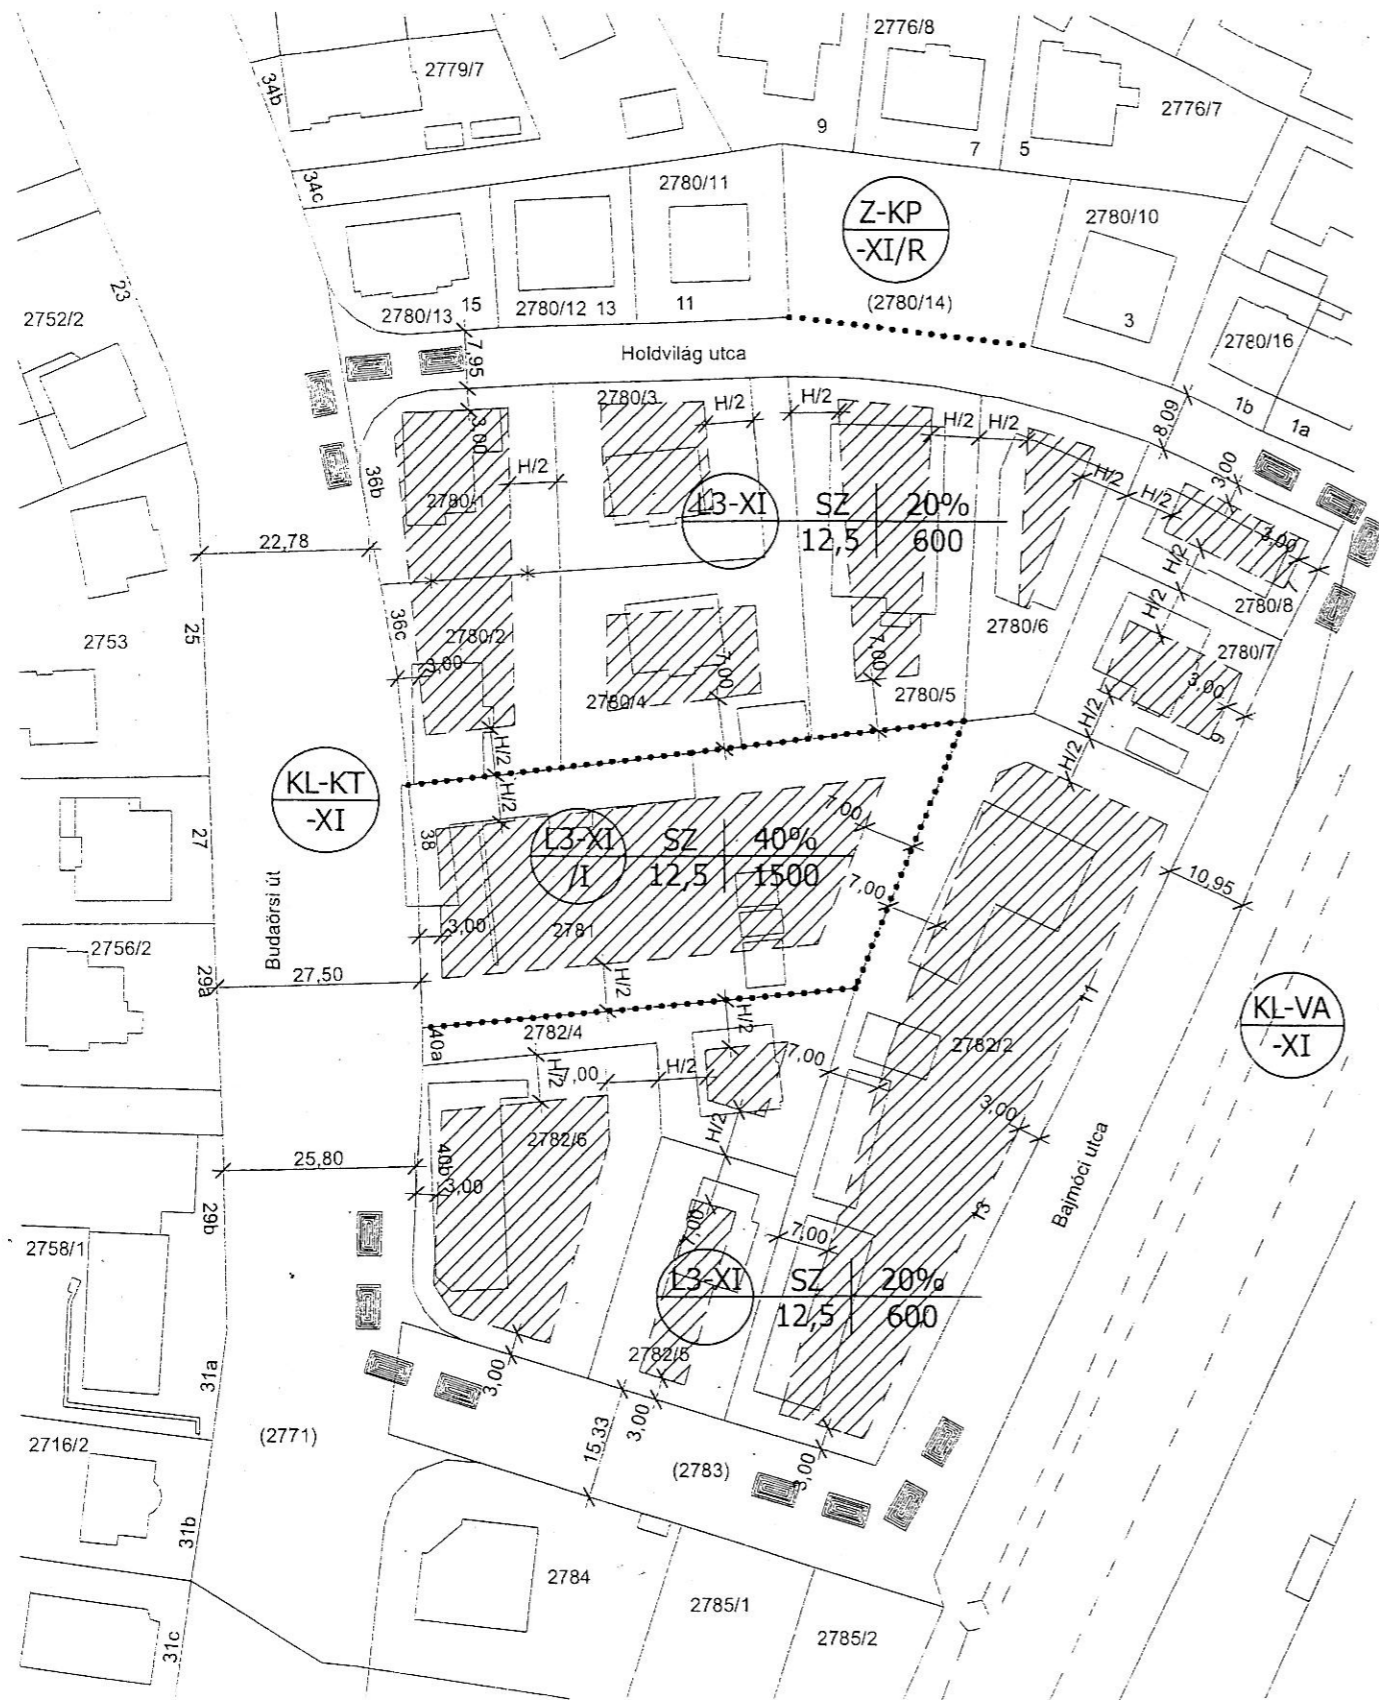 2776/8
2779/7
34b
2776/7
9
7
5
34c
2780/11
Z-KP
-XI/R
2780/10
23
2752/2
2780/13
15
2780/12
13
11
(2780/14)
3
2780/16
7,95
Holdvilág utca
1b
1a
2780/3
H/2
H/2
8,09
3,00
H/2
H/2
3,00
36b
H/2
H/2
H/2
2780/1
L3-XI
SZ
20%
12,5
600
22,78
3,00
H/2
7
2780/8
36c
H/2
25
2753
2780/2
2780/6
2780/7
3,00
7,00
7,00
3,00
2780/4
2780/5
H/2
9
H/2
H/2
KL-KT
-XI
H/2
7,00
27
38
L3-XI
/I
SZ
40%
12,5
1500
10,95
7,00
Budaörsi út
3,00
2781
2756/2
29a
27,50
H/2
11
KL-VA
-XI
40a
2782/4
H/2
2782/2
H/2
7,00
H/2
7,00
3,00
H/2
2782/6
Bajmóci utca
25,80
40b
3,00
29b
7,00
7,00
13
2758/1
L3-XI
SZ
20%
12,5
600
2782/5
31a
3,00
2716/2
(2771)
15,33
3,00
(2783)
3,00
31b
2784
2785/1
2785/2
31c